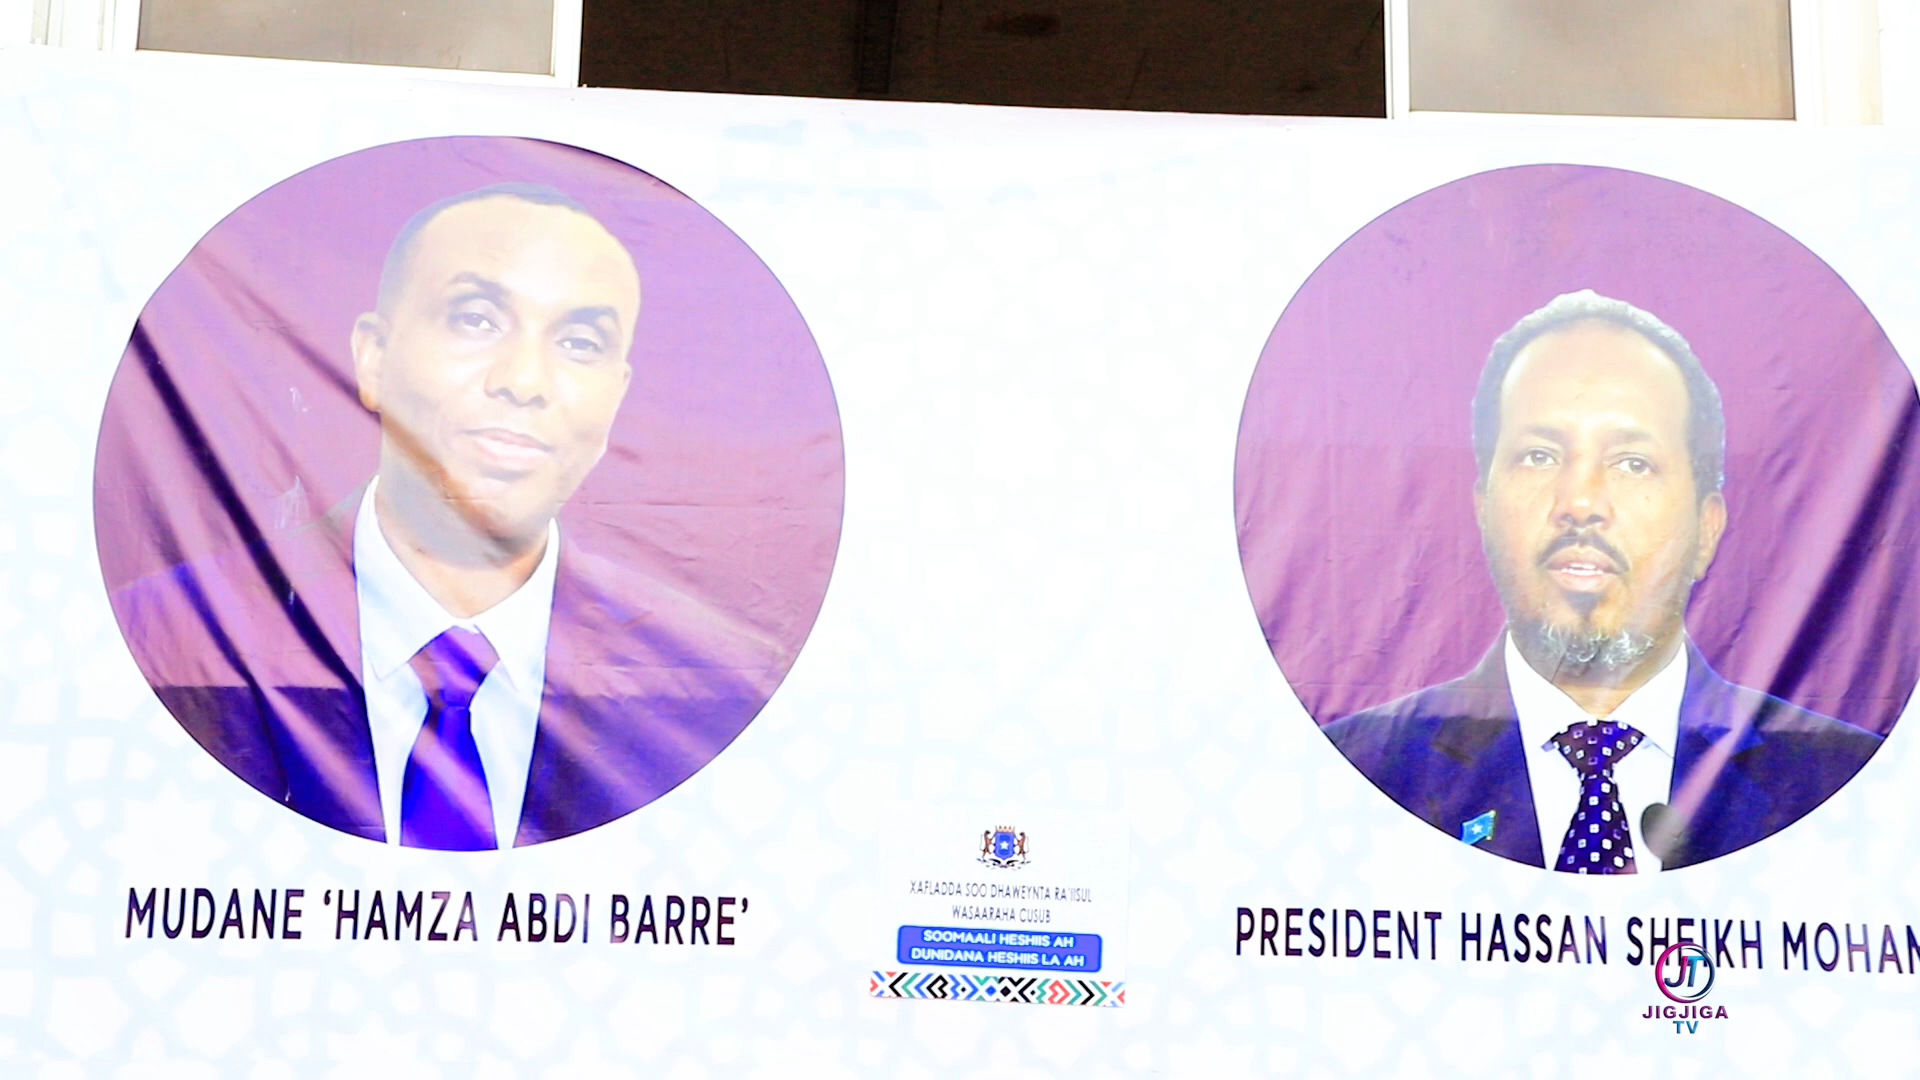 MUDANE ‘HAMZA ABDI BARRE’
XAFLADDA SOO DHAWEYNTA RA'IISUL
WASAARAHA CUSUB
SOOMAALI HESHIIS AH
DUNIDANA HESHIIS LA AH
PRESIDENT HASSAN SHEIKH MOHAM
JT
JIGJIGA
TV